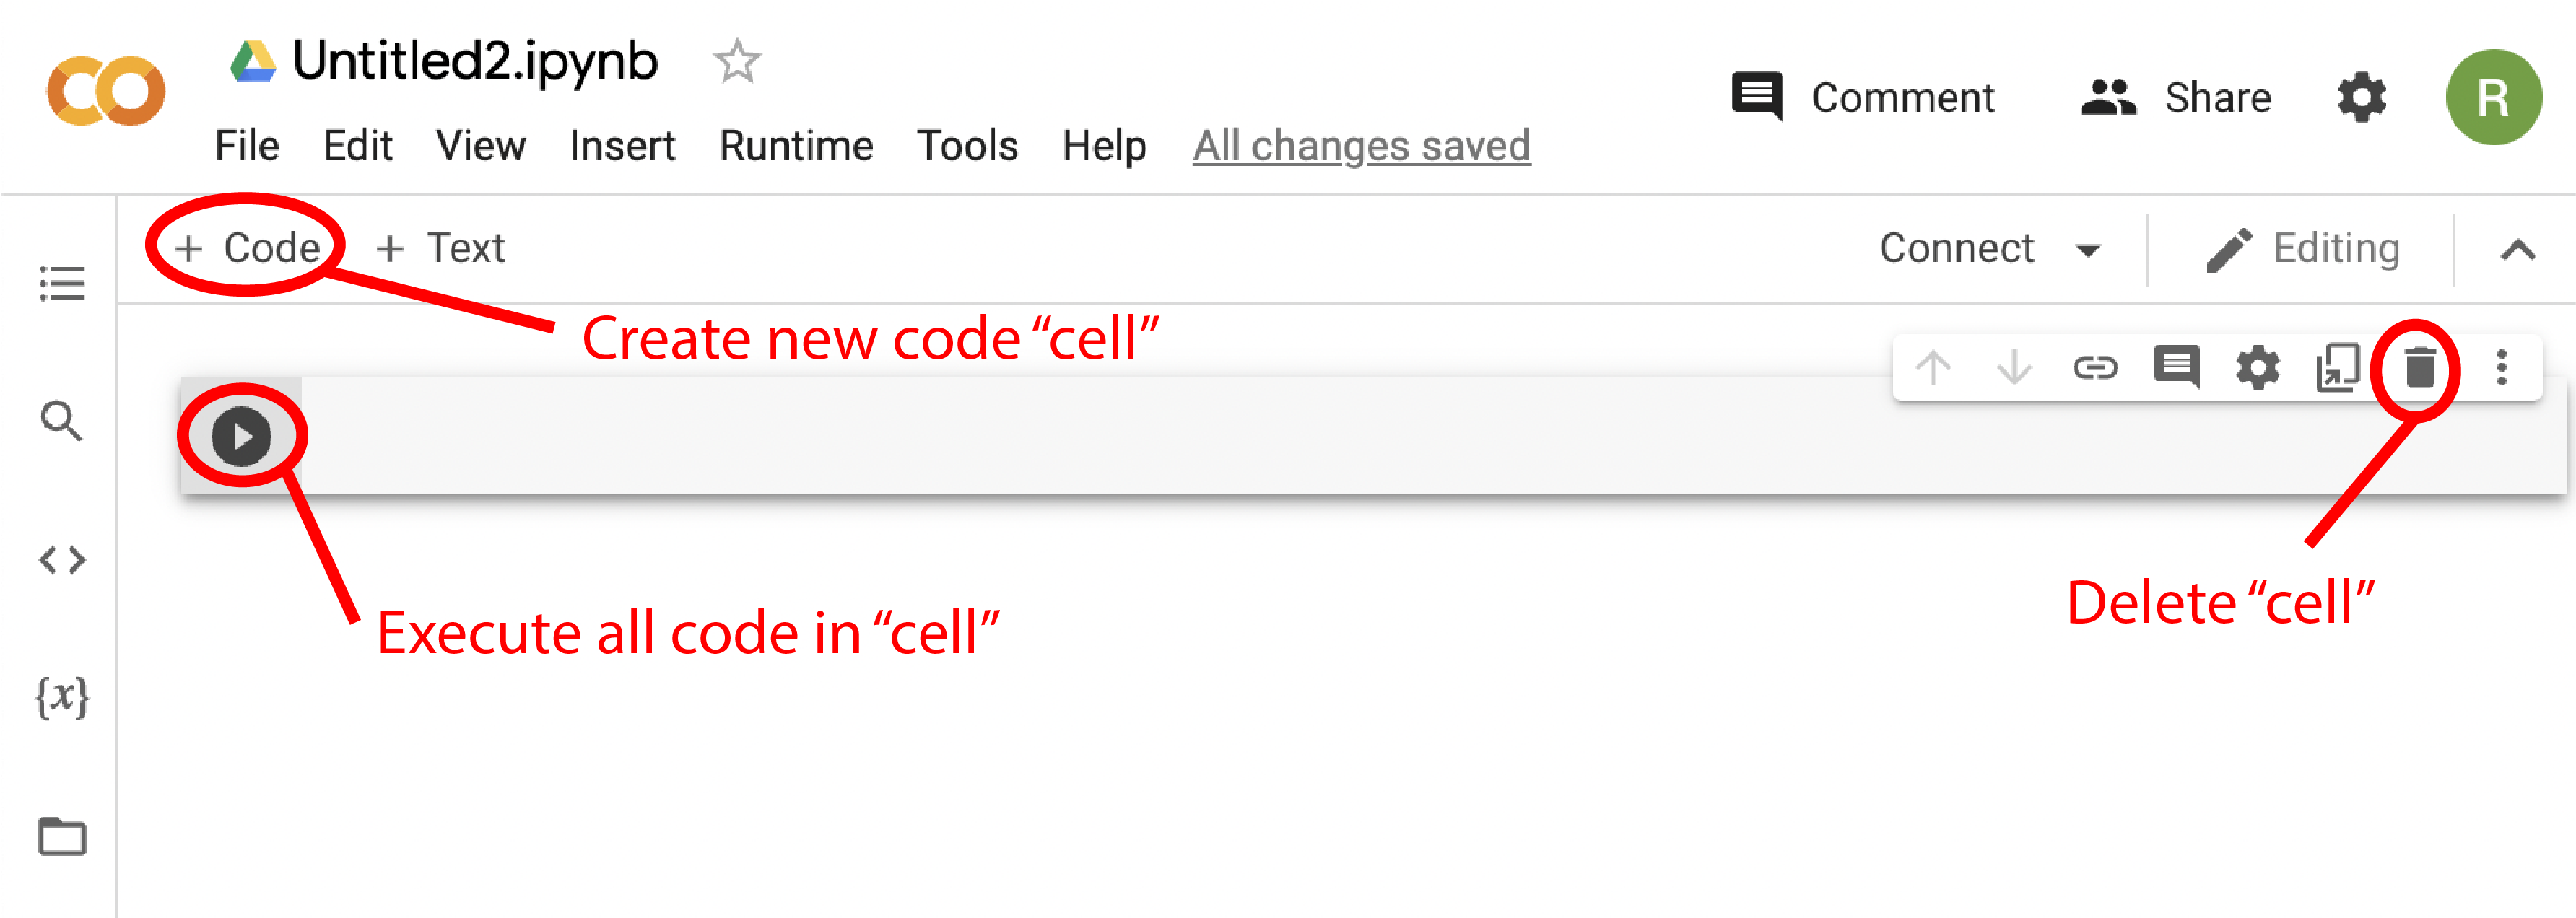 Untitled2.ipynb
File Edit View Insert Runtime Tools Help All changes saved
Comment Share R
+ Code + Text
Connect Editing
Create new code “cell”
Execute all code in “cell”
Delete “cell”
{x}